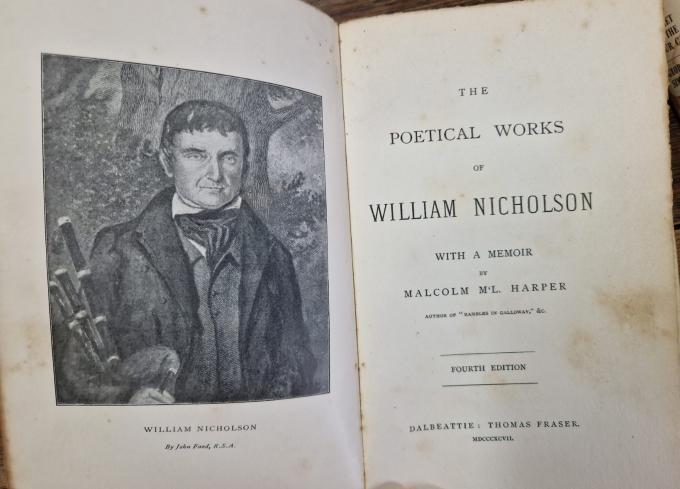 WILLIAM NICHOLSON
By John Faed, R.S.A.
THE
POETICAL WORKS
OF
WILLIAM NICHOLSON
WITH A MEMOIR
BY
MALCOLM M'L. HARPER
AUTHOR OF "RAMBLES IN GALLOWAY," &C.
FOURTH EDITION
DALBEATTIE: THOMAS FRASER.
MDCCCXCVII.
THE